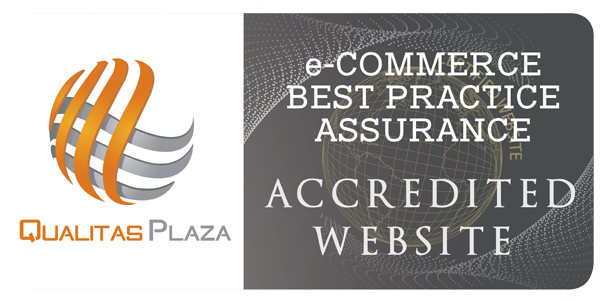 QUALITAS PLAZA
e-COMMERCE
BEST PRACTICE
ASSURANCE
ACCREDITED
WEBSITE